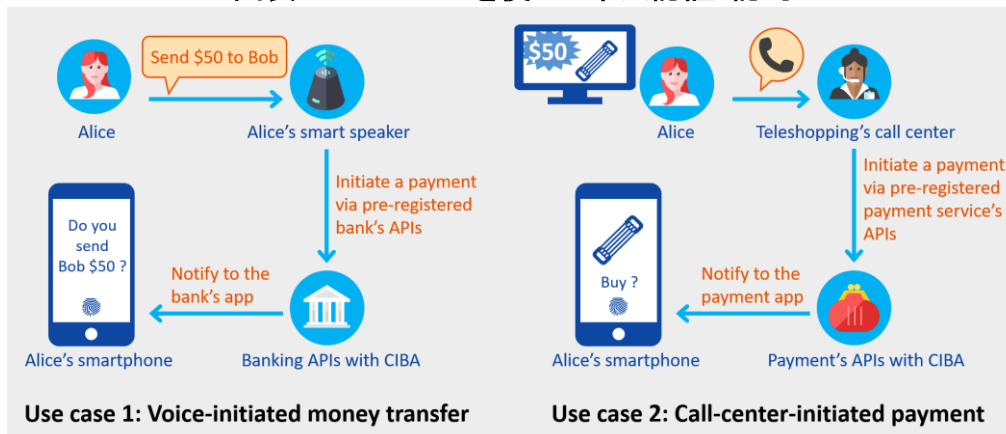 Send $50 to Bob
Alice
Alice's smart speaker
Initiate a payment
via pre-registered
bank's APIs
Do you
send
Bob $50 ?
Notify to the
bank's app
Alice's smartphone
Banking APIs with CIBA
Use case 1: Voice-initiated money transfer
$50
Alice
Teleshopping's call center
Initiate a payment
via pre-registered
payment service's
APIs
Buy ?
Notify to the
payment app
Alice's smartphone
Payment's APIs with CIBA
Use case 2: Call-center-initiated payment